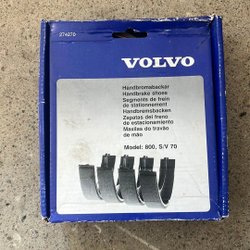 274270
VOLVO
Handbromsbackar
Handbrake shoes
Segments de frein
de stationnement
Handbremsbacken
Zapatas del freno
de estacionamiento
Maxilas do travão
de mão
Model: 800, S/V 70